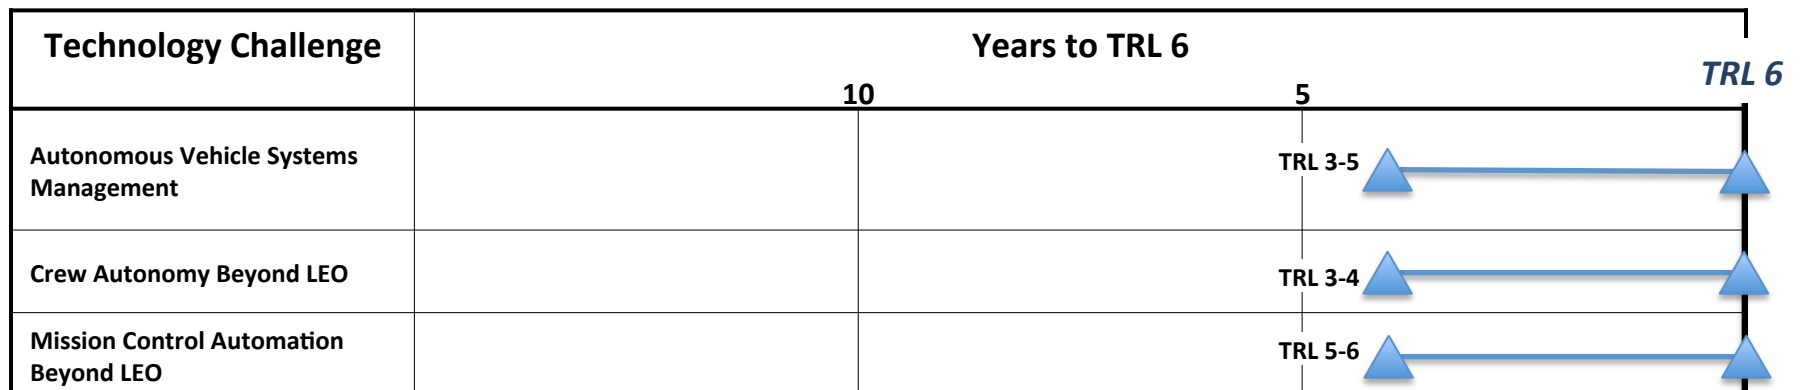 Technology Challenge
Years to TRL 6
TRL 6
10
5
Autonomous Vehicle Systems
Management
TRL 3-5
Crew Autonomy Beyond LEO
TRL 3-4
Mission Control Automation
Beyond LEO
TRL 5-6